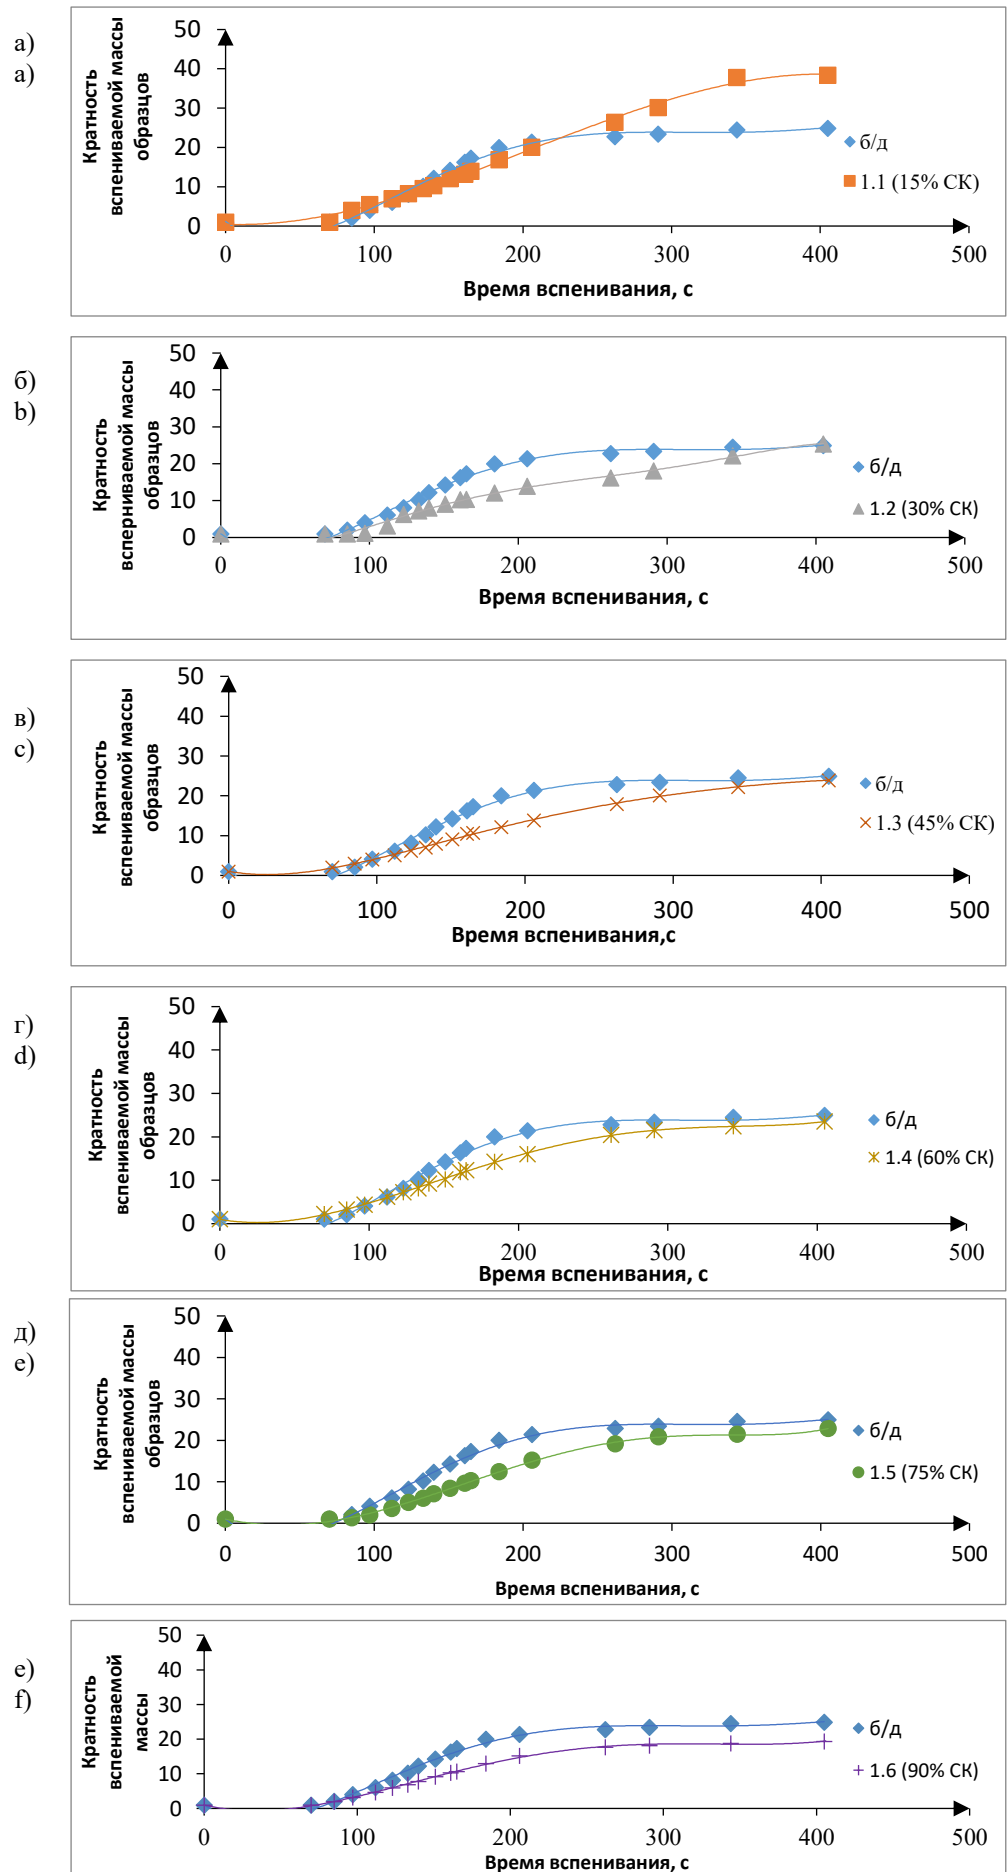 а)
a)
Кратность
вспениваемой массы
образцов
50
40
30
20
10
0
0 100 200 300 400 500
Время вспенивания, с
б/д
1.1 (15% СК)
б)
b)
Кратность
всперниваемой массы
образцов
50
40
30
20
10
0
0 100 200 300 400 500
Время вспенивания, с
б/д
1.2 (30% СК)
в)
c)
Кратность
вспениваемой массы
образцов
50
40
30
20
10
0
0 100 200 300 400 500
Время вспенивания,с
б/д
1.3 (45% СК)
г)
d)
Кратность
вспениваемой массы
образцов
50
40
30
20
10
0
0 100 200 300 400 500
Время вспенивания, с
б/д
1.4 (60% СК)
д)
e)
Кратность
вспениваемой массы
образцов
50
40
30
20
10
0
0 100 200 300 400 500
Время вспенивания, с
б/д
1.5 (75% СК)
е)
f)
Кратность
вспениваемой
массы
50
40
30
20
10
0
0 100 200 300 400 500
Время вспенивания, с
б/д
1.6 (90% СК)